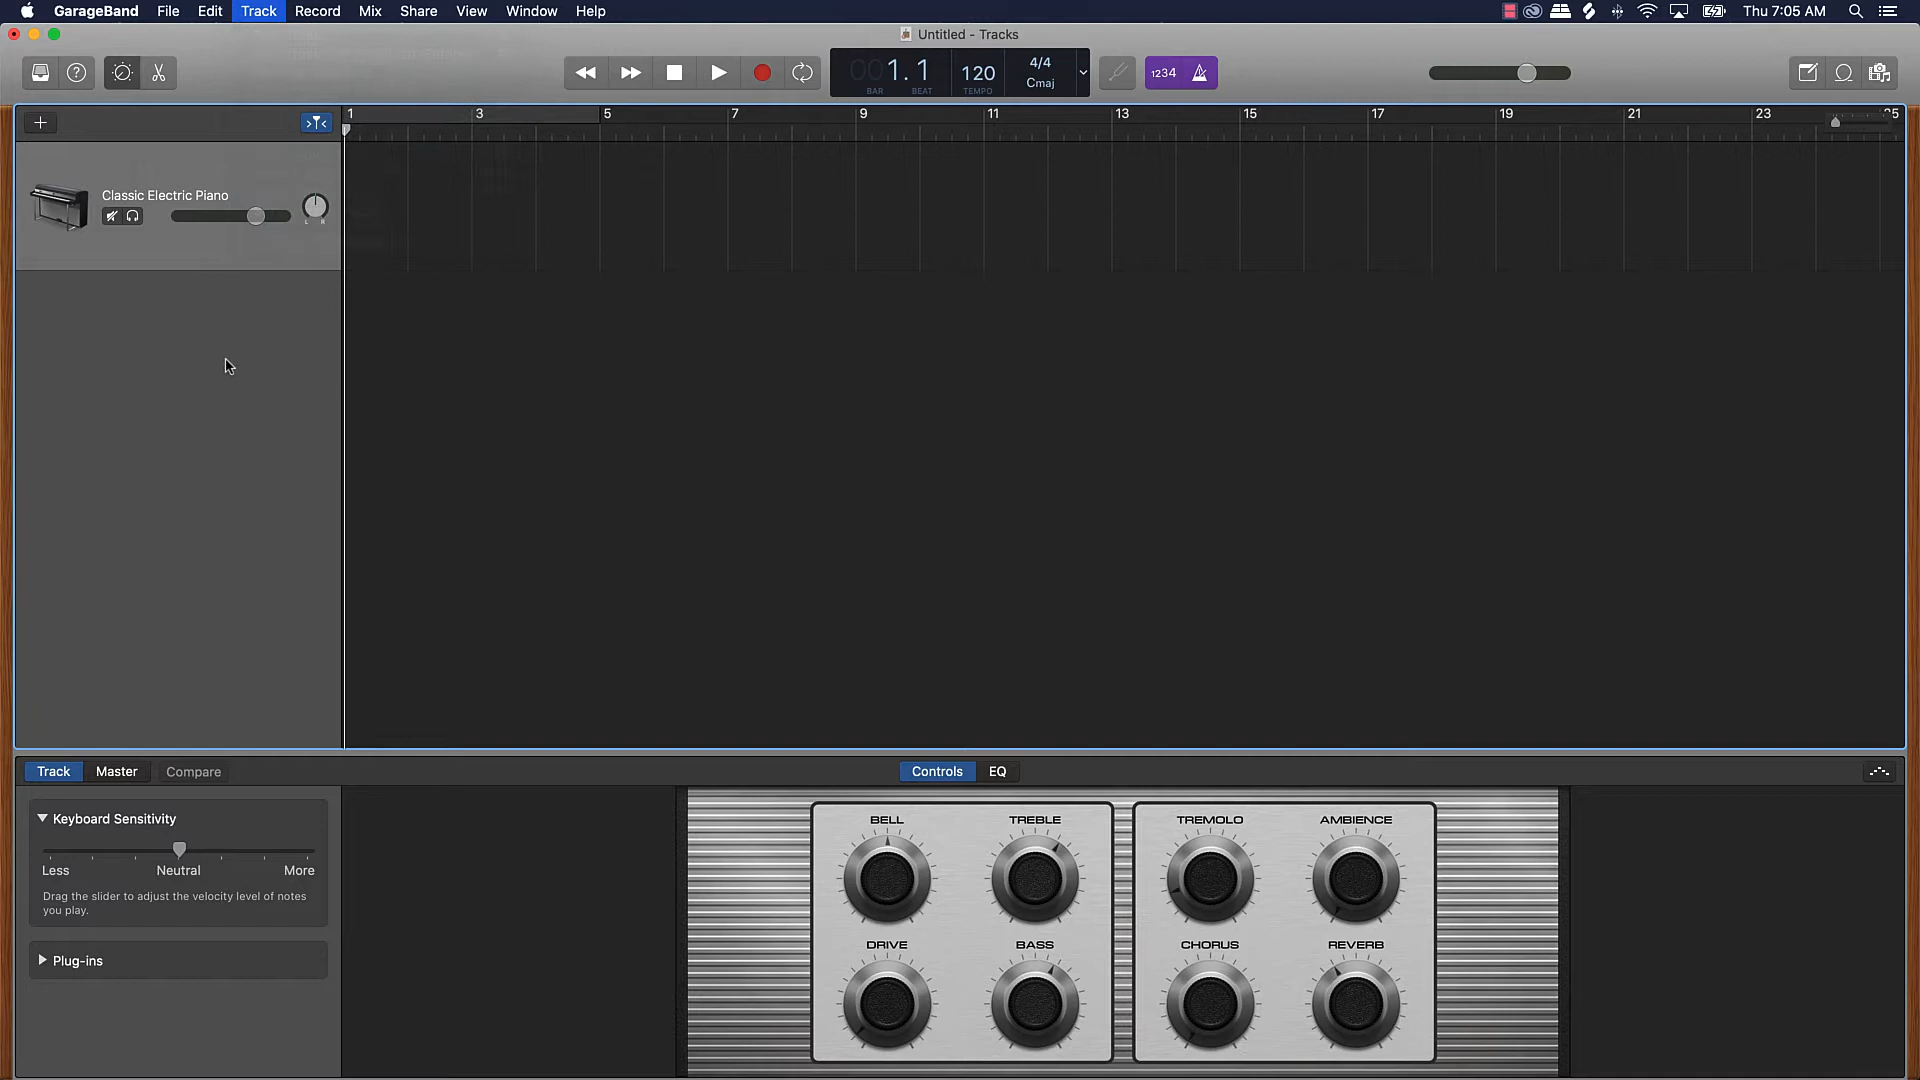 GarageBand File Edit Track Record Mix Share View Window Help Thu 7:05 AM
Untitled - Tracks
001. 1 120 4/4 1234
Cmaj
BAR BEAT TEMPO
1 3 5 7 9 11 13 15 17 19 21 23 25
Classic Electric Piano
L R
Track Master Compare Controls EQ
Keyboard Sensitivity
Less Neutral More
Drag the slider to adjust the velocity level of notes
you play.
Plug-ins
BELL TREBLE TREMOLO AMBIENCE
DRIVE BASS CHORUS REVERB